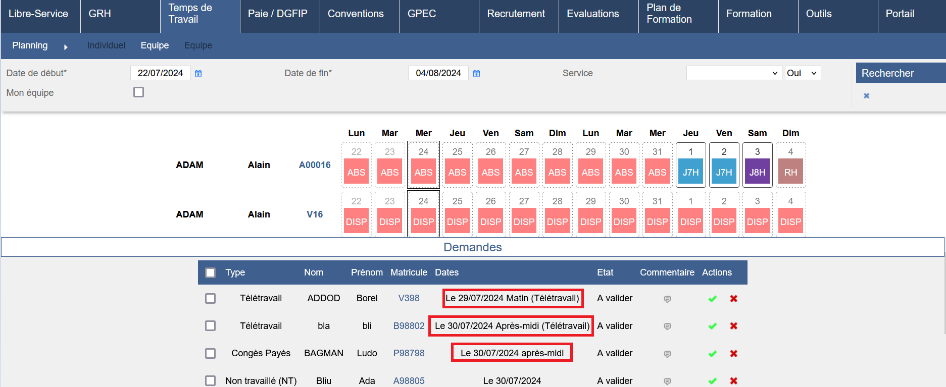 Libre-Service GRH Temps de Travail Paie / DGFIP Conventions GPEC Recrutement Evaluations Plan de Formation Formation Outils Portail
Planning Individuel Equipe Equipe
Date de début* 22/07/2024 Date de fin* 04/08/2024 Service Oui Rechercher
Mon équipe
Lun Mar Mer Jeu Ven Sam Dim Lun Mar Mer Jeu Ven Sam Dim
22 23 24 25 26 27 28 29 30 31 1 2 3 4
ADAM Alain A00016 ABS ABS ABS ABS ABS ABS ABS ABS ABS ABS J7H J7H J8H RH
22 23 24 25 26 27 28 29 30 31 1 2 3 4
ADAM Alain V16 DISP DISP DISP DISP DISP DISP DISP DISP DISP DISP DISP DISP DISP DISP
Demandes
Type Nom Prénom Matricule Dates Etat Commentaire Actions
Télétravail ADDOD Borel V398 Le 29/07/2024 Matin (Télétravail) A valider
Télétravail bla bli B98802 Le 30/07/2024 Après-midi (Télétravail) A valider
Congès Payés BAGMAN Ludo P98798 Le 30/07/2024 après-midi A valider
Non travaillé (NT) Bliu Ada A98805 Le 30/07/2024 A valider